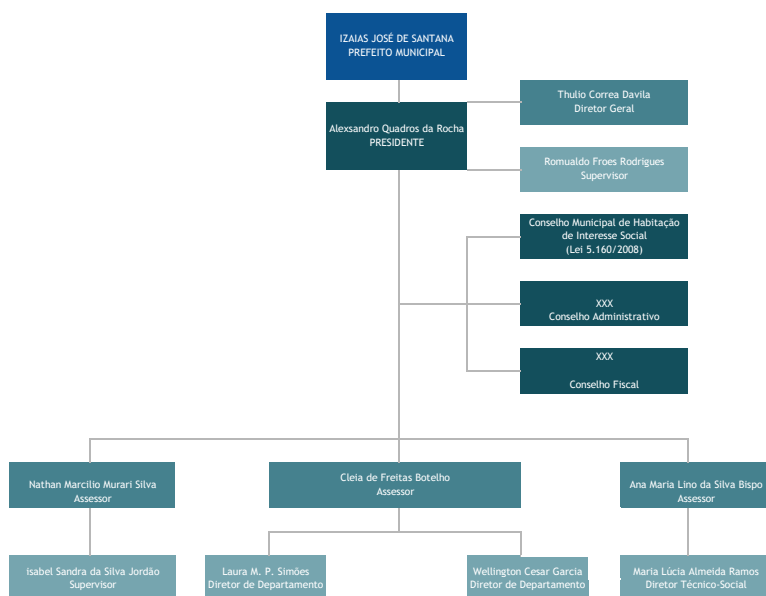 IZAIAS JOSÉ DE SANTANA
PREFEITO MUNICIPAL
Thulio Correa Davila
Diretor Geral
Alexsandro Quadros da Rocha
PRESIDENTE
Romualdo Froes Rodrigues
Supervisor
Conselho Municipal de Habitação
de Interesse Social
(Lei 5.160/2008)
XXX
Conselho Administrativo
XXX
Conselho Fiscal
Nathan Marcilio Murari Silva
Assessor
Cleia de Freitas Botelho
Assessor
Ana Maria Lino da Silva Bispo
Assessor
isabel Sandra da Silva Jordão
Supervisor
Laura M. P. Simões
Diretor de Departamento
Wellington Cesar Garcia
Diretor de Departamento
Maria Lúcia Almeida Ramos
Diretor Técnico-Social